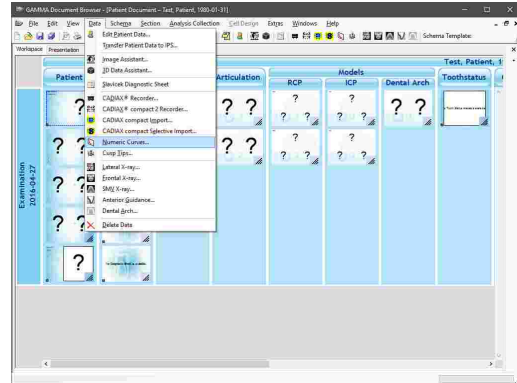 GAMMA Document Browser - [Patient Document – Test, Patient, 1980-01-31]
File Edit View Data Schema Section Analysis Collection Cell Design Extras Windows Help
Schema Template:
Workspace Presentation
Edit Patient Data...
Transfer Patient Data to IPS...
Image Assistant...
3D Data Assistant...
Slavicek Diagnostic Sheet
CADIAX® Recorder...
CADIAX® compact 2 Recorder...
CADIAX compact Import...
CADIAX compact Selective Import...
Numeric Curves...
Cusp Tips...
Lateral X-ray...
Frontal X-ray...
SMV X-ray...
Anterior Guidance...
Dental Arch...
Delete Data
Test, Patient, 1
Patient
Articulation
Models
RCP
ICP
Dental Arch
Toothstatus
Examination
2016-04-27
? ? ? ? ? ? ? ?
? ? ? ? ? ?
?